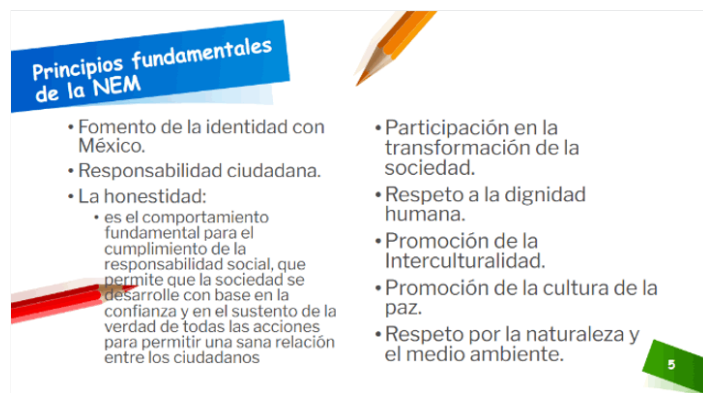 Principios fundamentales
de la NEM
• Fomento de la identidad con
México.
• Responsabilidad ciudadana.
• La honestidad:
• es el comportamiento
fundamental para el
cumplimiento de la
responsabilidad social, que
permite que la sociedad se
desarrolle con base en la
confianza y en el sustento de la
verdad de todas las acciones
para permitir una sana relación
entre los ciudadanos
• Participación en la
transformación de la
sociedad.
• Respeto a la dignidad
humana.
• Promoción de la
Interculturalidad.
• Promoción de la cultura de la
paz.
• Respeto por la naturaleza y
el medio ambiente.
5